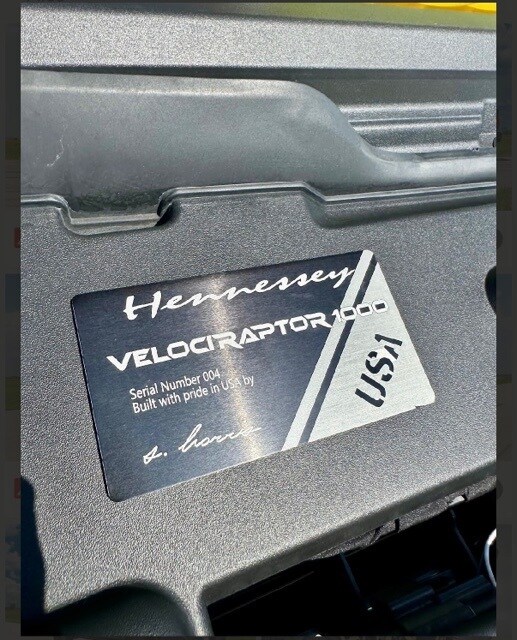 Hennessey
VELOCIRAPTOR 1000
Serial Number 004
Built with pride in USA by
USA